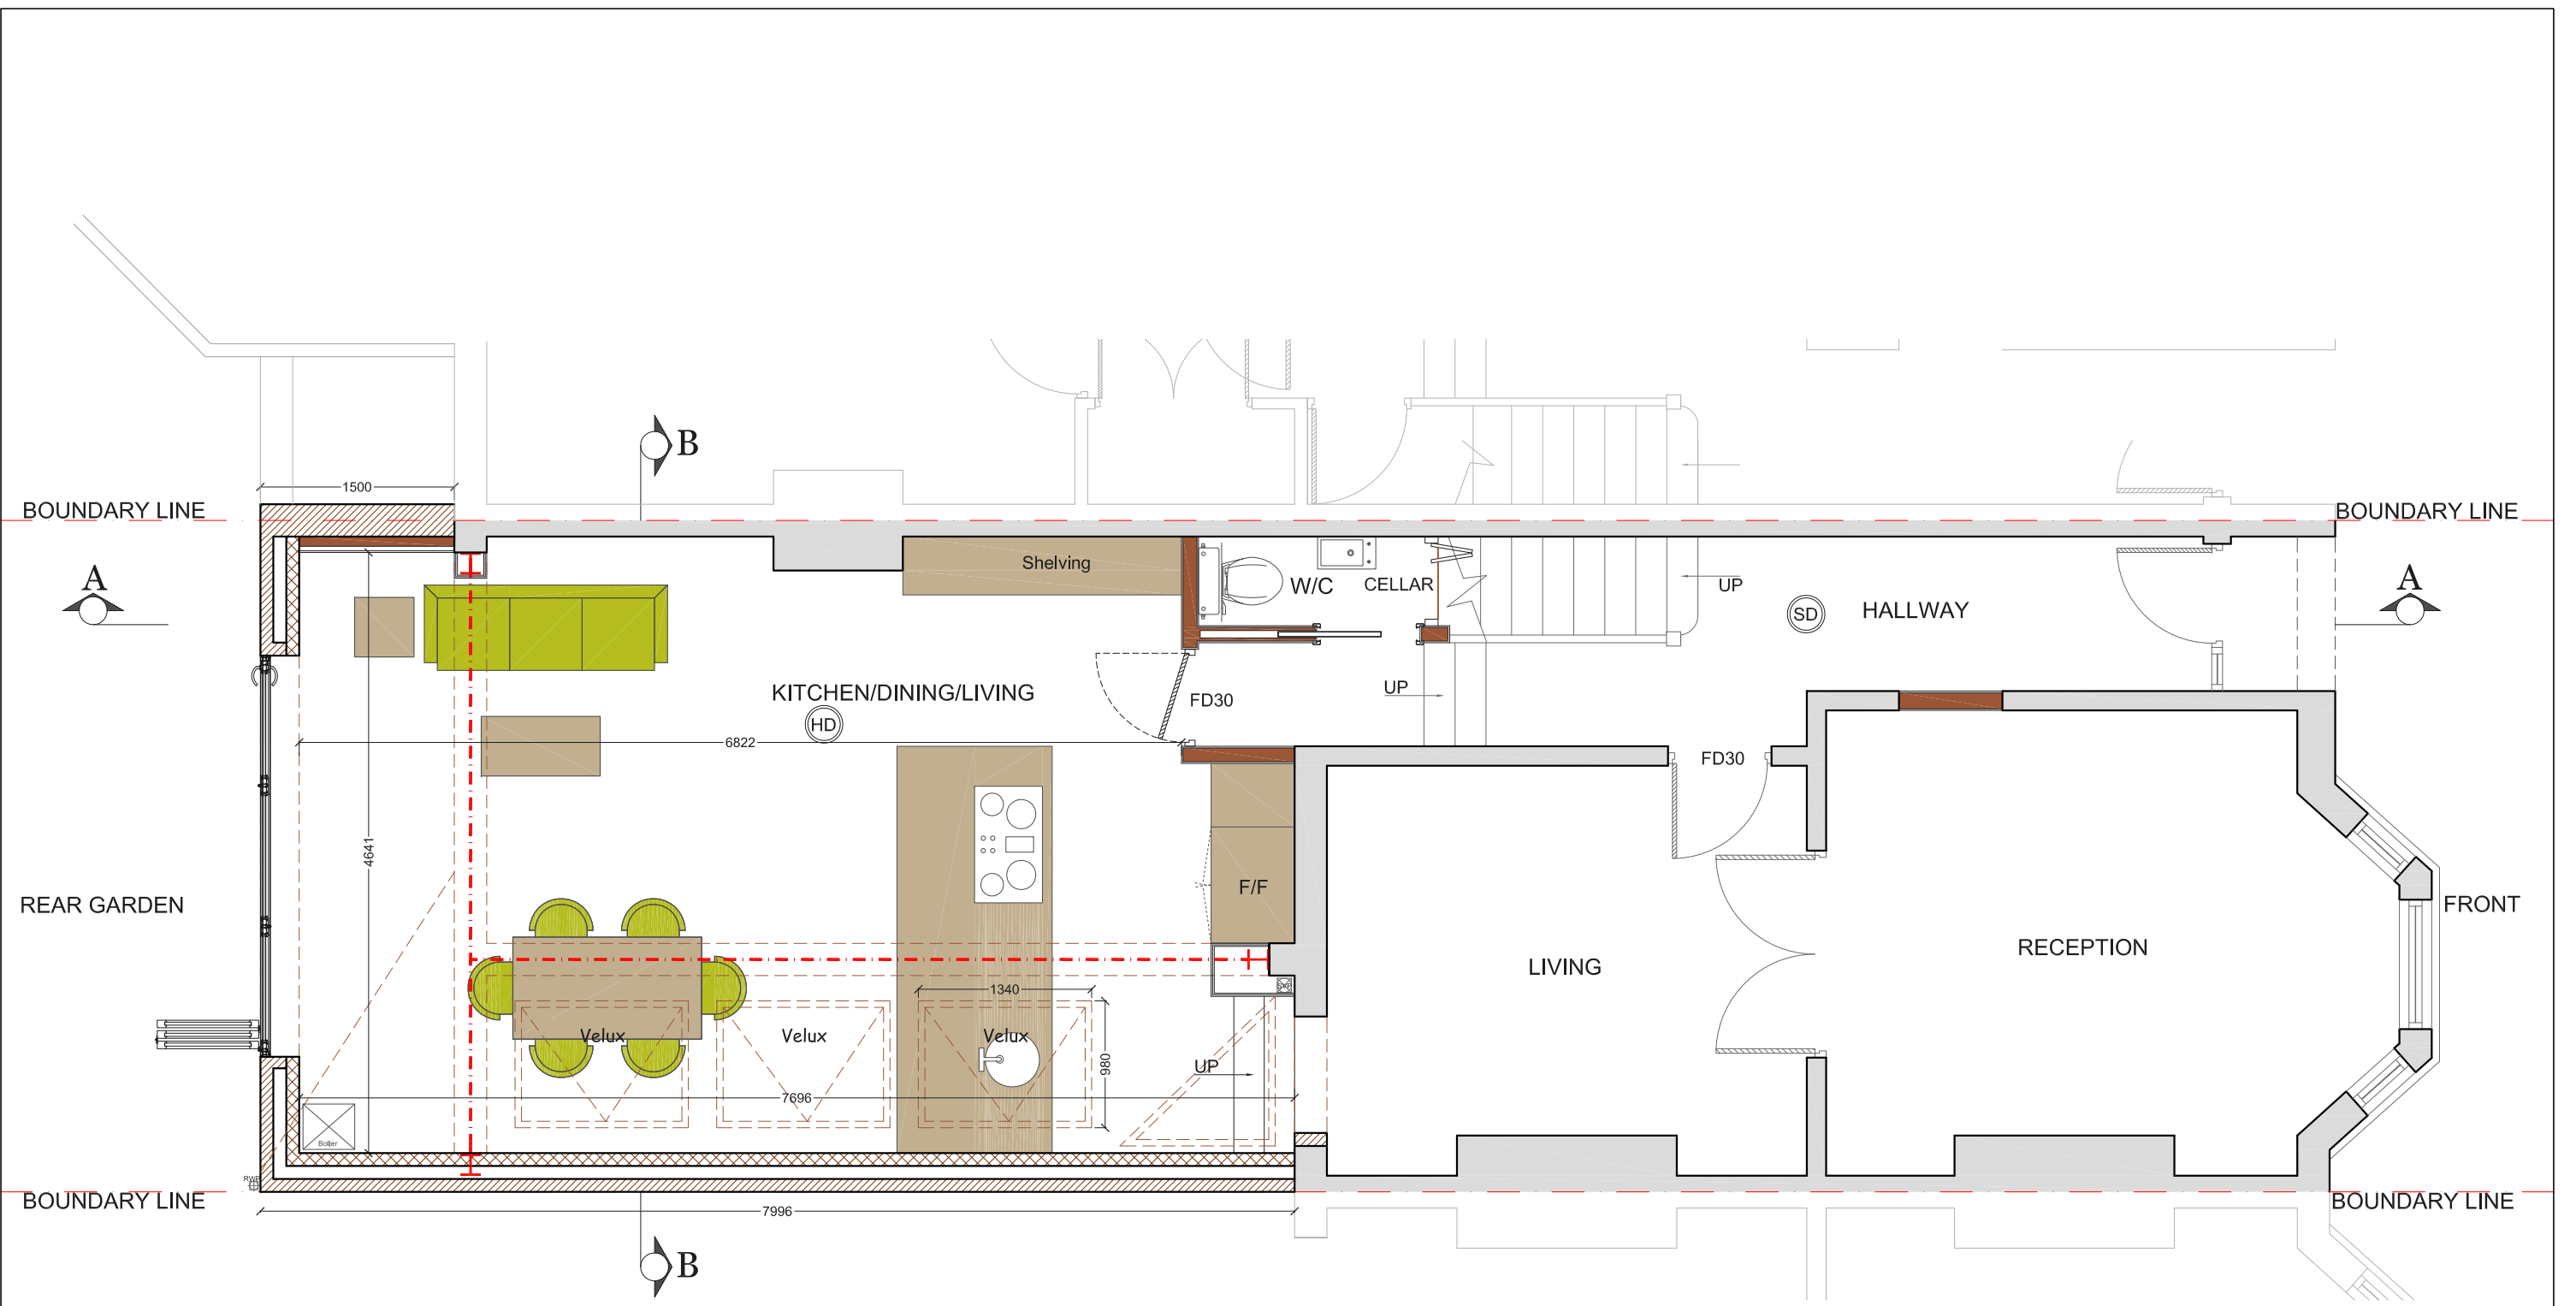 B
1500
BOUNDARY LINE
BOUNDARY LINE
Shelving
A
W/C
CELLAR
UP
SD
HALLWAY
A
KITCHEN/DINING/LIVING
HD
UP
FD30
6822
FD30
4641
F/F
REAR GARDEN
FRONT
RECEPTION
LIVING
1340
Velux
Velux
Velux
980
UP
7696
Boiler
RWP
BOUNDARY LINE
BOUNDARY LINE
7996
B